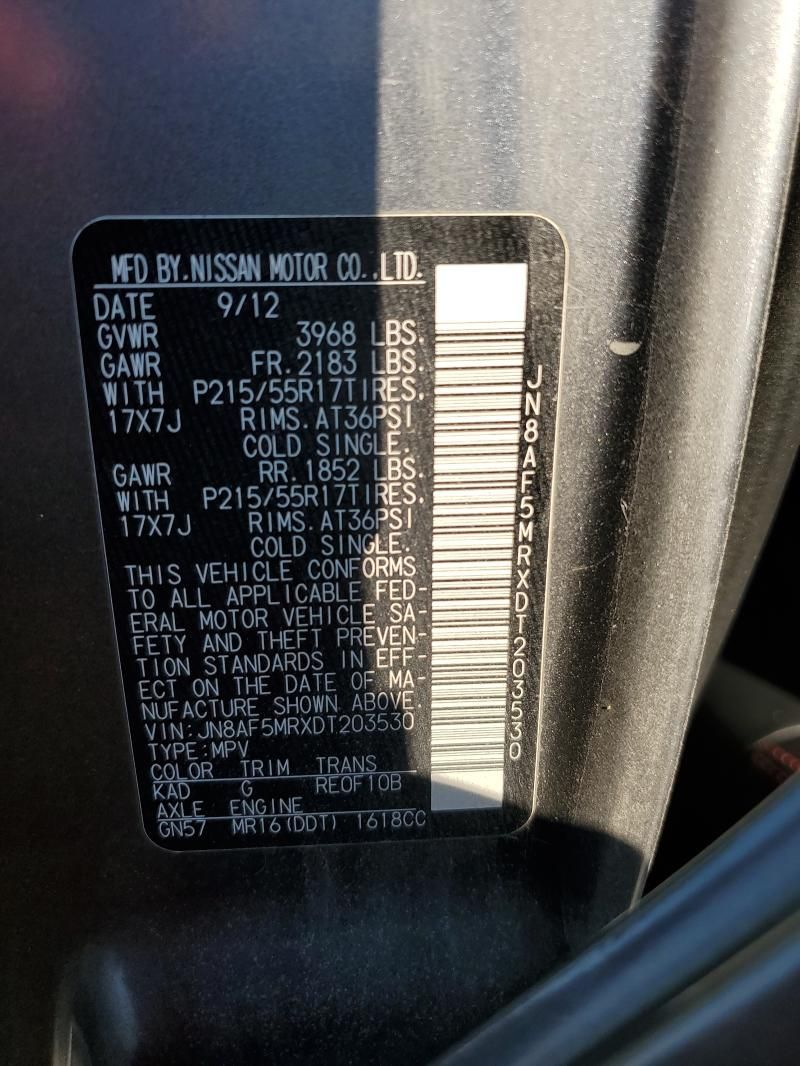 MFD BY.NISSAN MOTOR CO.,LTD.
DATE 9/12
GVWR 3968 LBS.
GAWR FR.2183 LBS.
WITH P215/55R17TIRES.
17X7J RIMS.AT36PSI
COLD SINGLE.
GAWR RR.1852 LBS.
WITH P215/55R17TIRES.
17X7J RIMS.AT36PSI
COLD SINGLE.
THIS VEHICLE CONFORMS
TO ALL APPLICABLE FED-
ERAL MOTOR VEHICLE SA-
FETY AND THEFT PREVEN-
TION STANDARDS IN EFF-
ECT ON THE DATE OF MA-
NUFACTURE SHOWN ABOVE.
VIN:JN8AF5MRXDT203530
TYPE:MPV
COLOR TRIM TRANS
KAD G RE0F10B
AXLE ENGINE
GN57 MR16(DDT) 1618CC
JN8AF5MRXDT203530